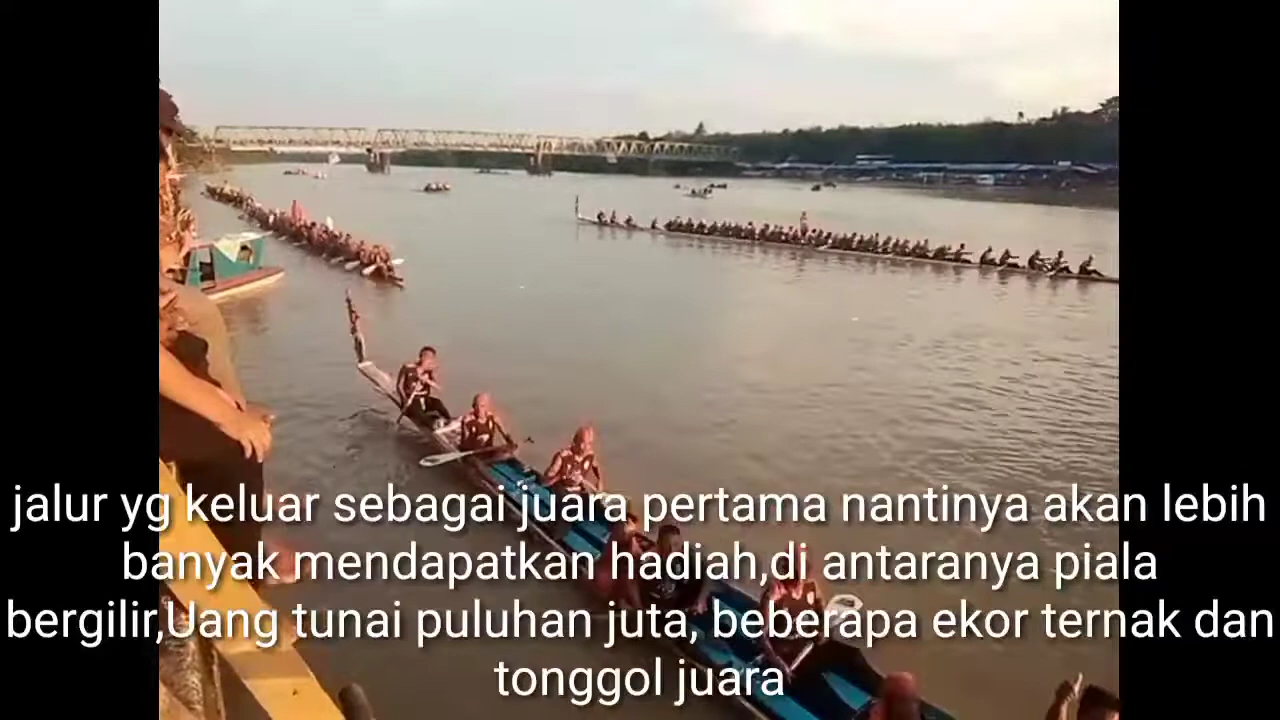 jalur yg keluar sebagai juara pertama nantinya akan lebih
banyak mendapatkan hadiah,di antaranya piala
bergilir,Uang tunai puluhan juta, beberapa ekor ternak dan
tonggol juara